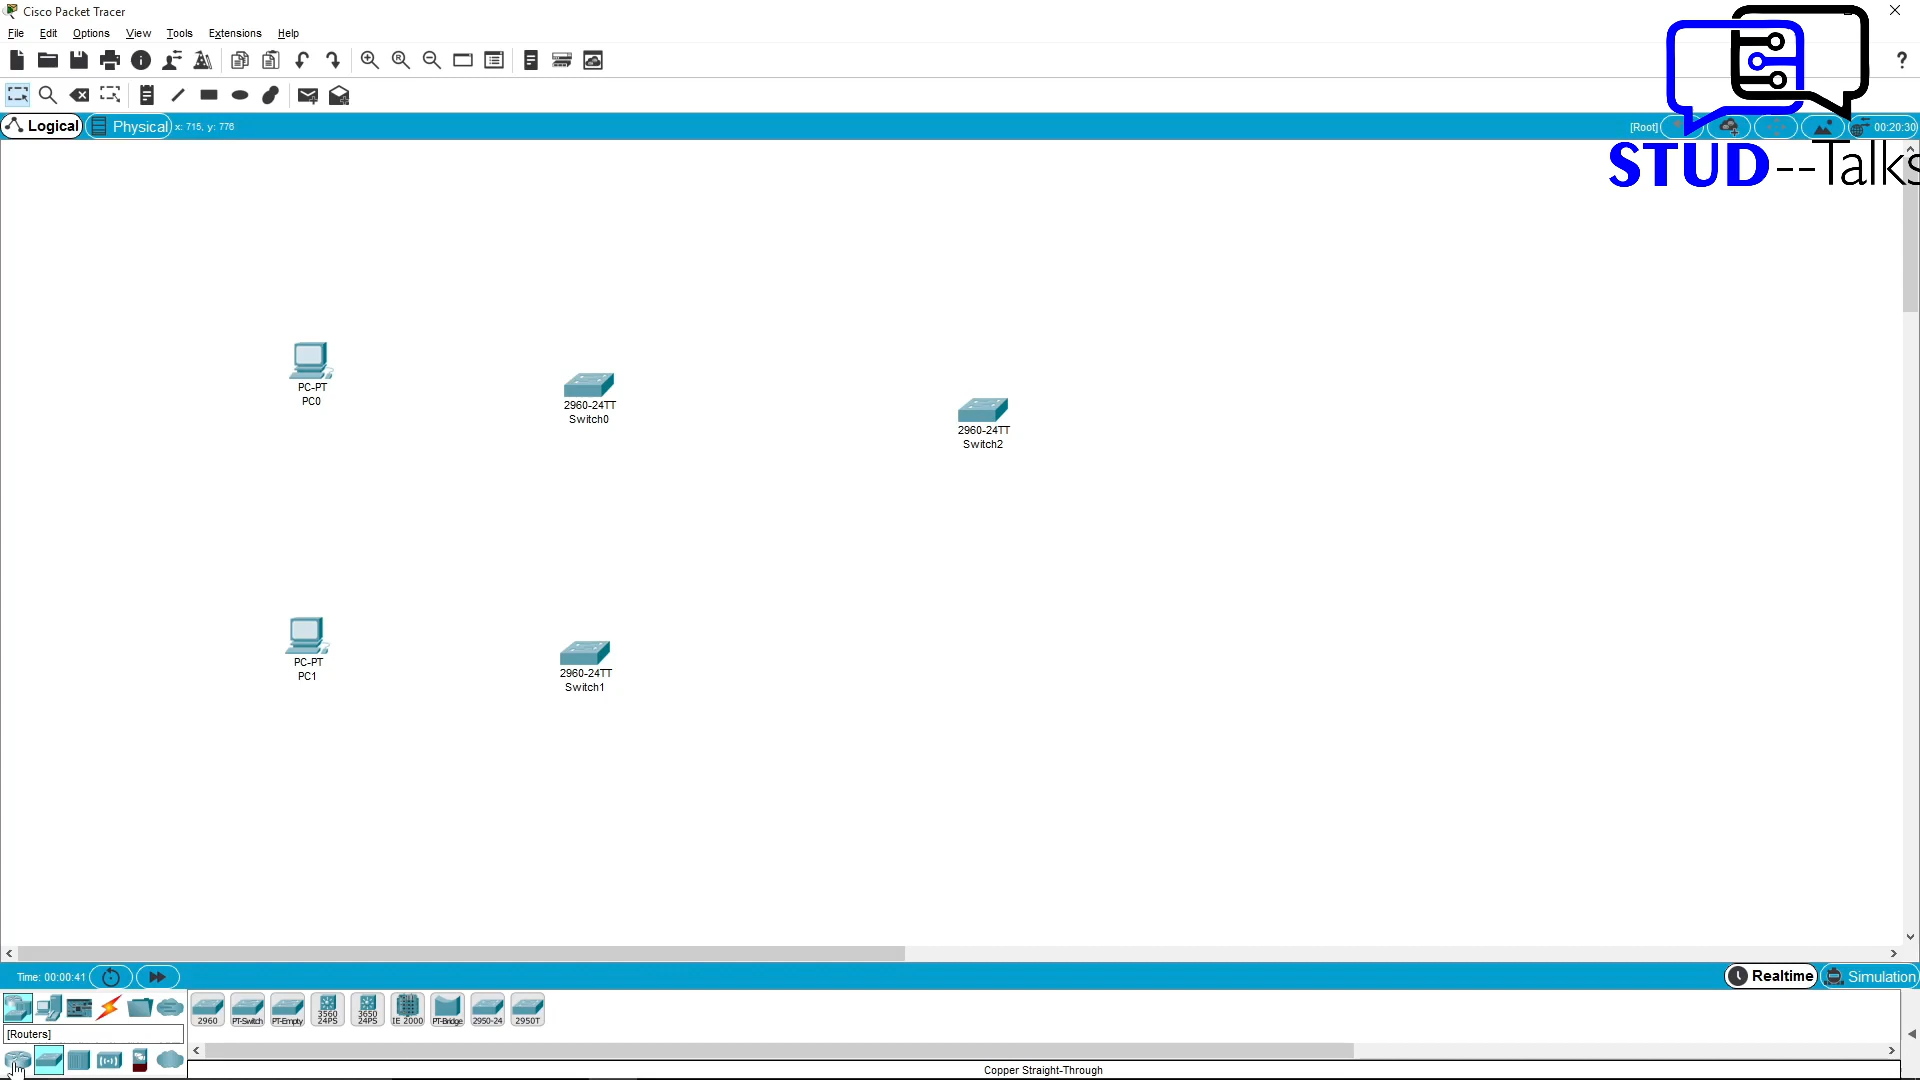 Cisco Packet Tracer
File Edit Options View Tools Extensions Help
?
Logical Physical x: 715, y: 776 [Root] 00:20:30
STUD--Talks
PC-PT
PC0
2960-24TT
Switch0
2960-24TT
Switch2
PC-PT
PC1
2960-24TT
Switch1
Time: 00:00:41 Realtime Simulation
2960 PT-Switch PT-Empty 3560 24PS 3650 24PS IE 2000 PT-Bridge 2950-24 2950T
[Routers]
Copper Straight-Through